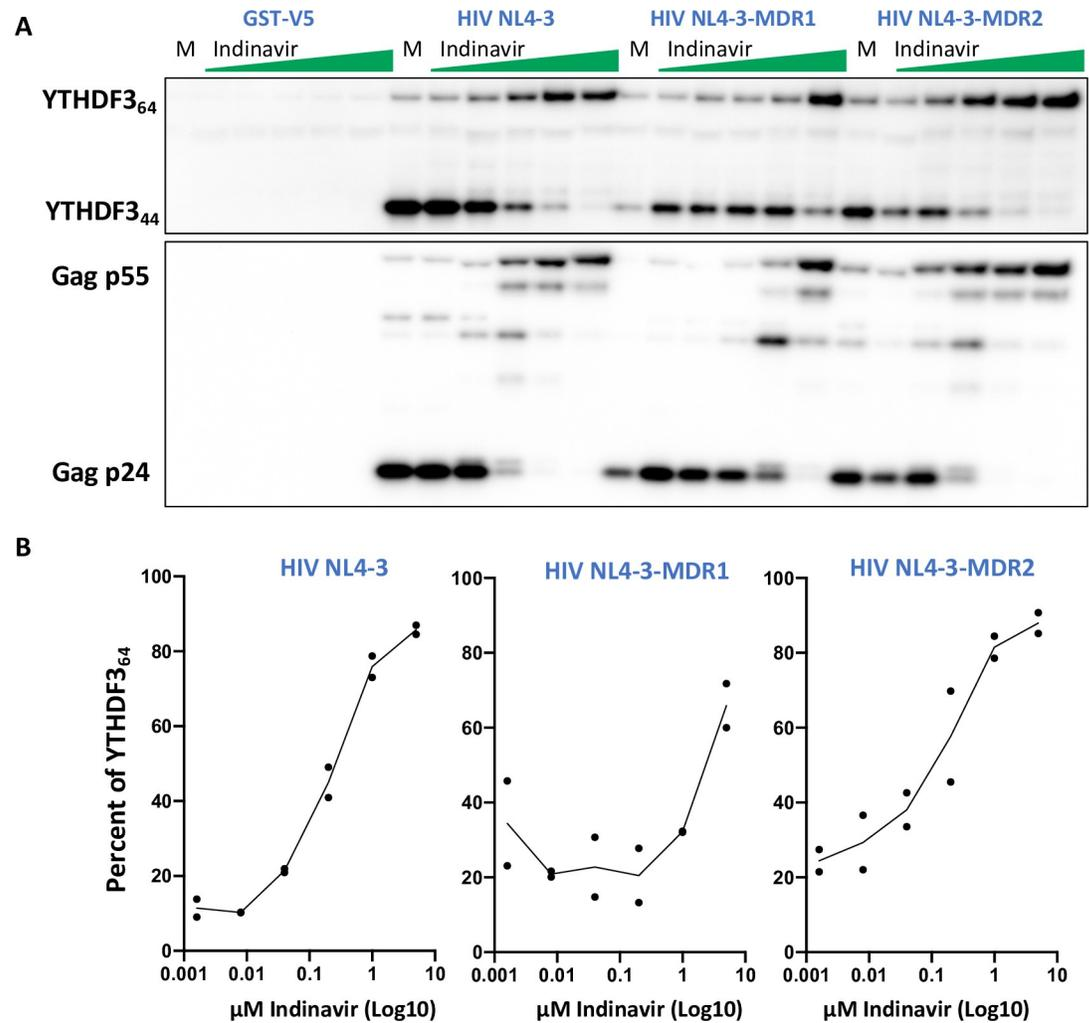 A
GST-V5 HIV NL4-3 HIV NL4-3-MDR1 HIV NL4-3-MDR2
M Indinavir M Indinavir M Indinavir M Indinavir
YTHDF3₆₄
YTHDF3₄₄
Gag p55
Gag p24
B
HIV NL4-3 HIV NL4-3-MDR1 HIV NL4-3-MDR2
Percent of YTHDF3₆₄
100 100 100
80 80 80
60 60 60
40 40 40
20 20 20
0 0 0
0.001 0.01 0.1 1 10 0.001 0.01 0.1 1 10 0.001 0.01 0.1 1 10
µM Indinavir (Log10) µM Indinavir (Log10) µM Indinavir (Log10)